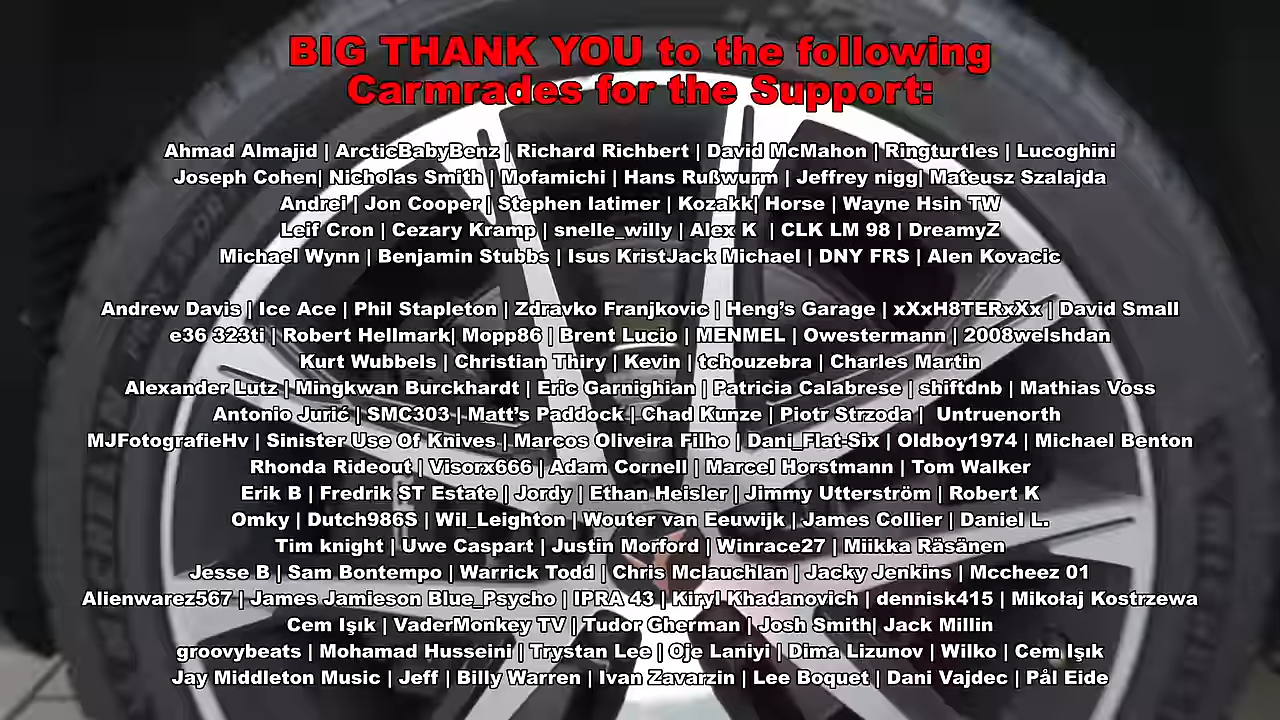 BIG THANK YOU to the following
Carmrades for the Support:
Ahmad Almajid | ArcticBabyBenz | Richard Richbert | David McMahon | Ringturtles | Lucoghini
Joseph Cohen| Nicholas Smith | Mofamichi | Hans Rußwurm | Jeffrey nigg| Mateusz Szalajda
Andrei | Jon Cooper | Stephen latimer | Kozakk| Horse | Wayne Hsin TW
Leif Cron | Cezary Kramp | snelle_willy | Alex K | CLK LM 98 | DreamyZ
Michael Wynn | Benjamin Stubbs | Isus KristJack Michael | DNY FRS | Alen Kovacic
Andrew Davis | Ice Ace | Phil Stapleton | Zdravko Franjkovic | Heng's Garage | xXxH8TERxXx | David Small
e36 323ti | Robert Hellmark| Mopp86 | Brent Lucio | MENMEL | Owestermann | 2008welshdan
Kurt Wubbels | Christian Thiry | Kevin | tchouzebra | Charles Martin
Alexander Lutz | Mingkwan Burckhardt | Eric Garnighian | Patricia Calabrese | shiftdnb | Mathias Voss
Antonio Jurić | SMC303 | Matt's Paddock | Chad Kunze | Piotr Strzoda | Untruenorth
MJFotografieHv | Sinister Use Of Knives | Marcos Oliveira Filho | Dani_Flat-Six | Oldboy1974 | Michael Benton
Rhonda Rideout | Visorx666 | Adam Cornell | Marcel Horstmann | Tom Walker
Erik B | Fredrik ST Estate | Jordy | Ethan Heisler | Jimmy Utterström | Robert K
Omky | Dutch986S | Wil_Leighton | Wouter van Eeuwijk | James Collier | Daniel L.
Tim knight | Uwe Caspart | Justin Morford | Winrace27 | Miikka Räsänen
Jesse B | Sam Bontempo | Warrick Todd | Chris Mclauchlan | Jacky Jenkins | Mccheez 01
Alienwarez567 | James Jamieson Blue_Psycho | IPRA 43 | Kiryl Khadanovich | dennisk415 | Mikołaj Kostrzewa
Cem Işık | VaderMonkey TV | Tudor Gherman | Josh Smith| Jack Millin
groovybeats | Mohamad Husseini | Trystan Lee | Oje Laniyi | Dima Lizunov | Wilko | Cem Işık
Jay Middleton Music | Jeff | Billy Warren | Ivan Zavarzin | Lee Boquet | Dani Vajdec | Pål Eide
MICHELIN